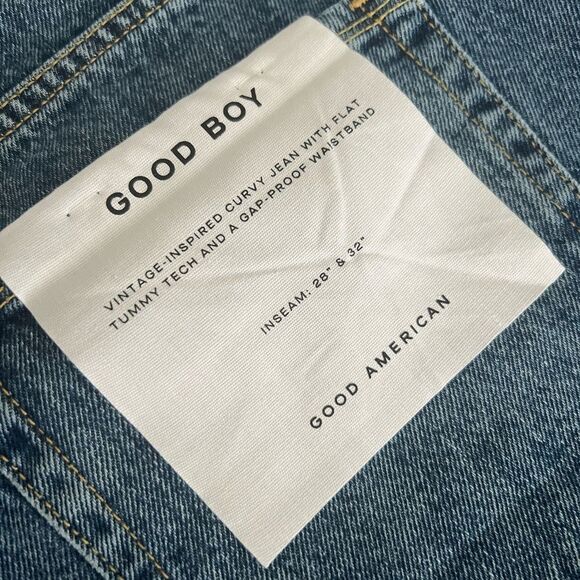 GOOD BOY
VINTAGE-INSPIRED CURVY JEAN WITH FLAT
TUMMY TECH AND A GAP-PROOF WAISTBAND
INSEAM: 28" & 32"
GOOD AMERICAN